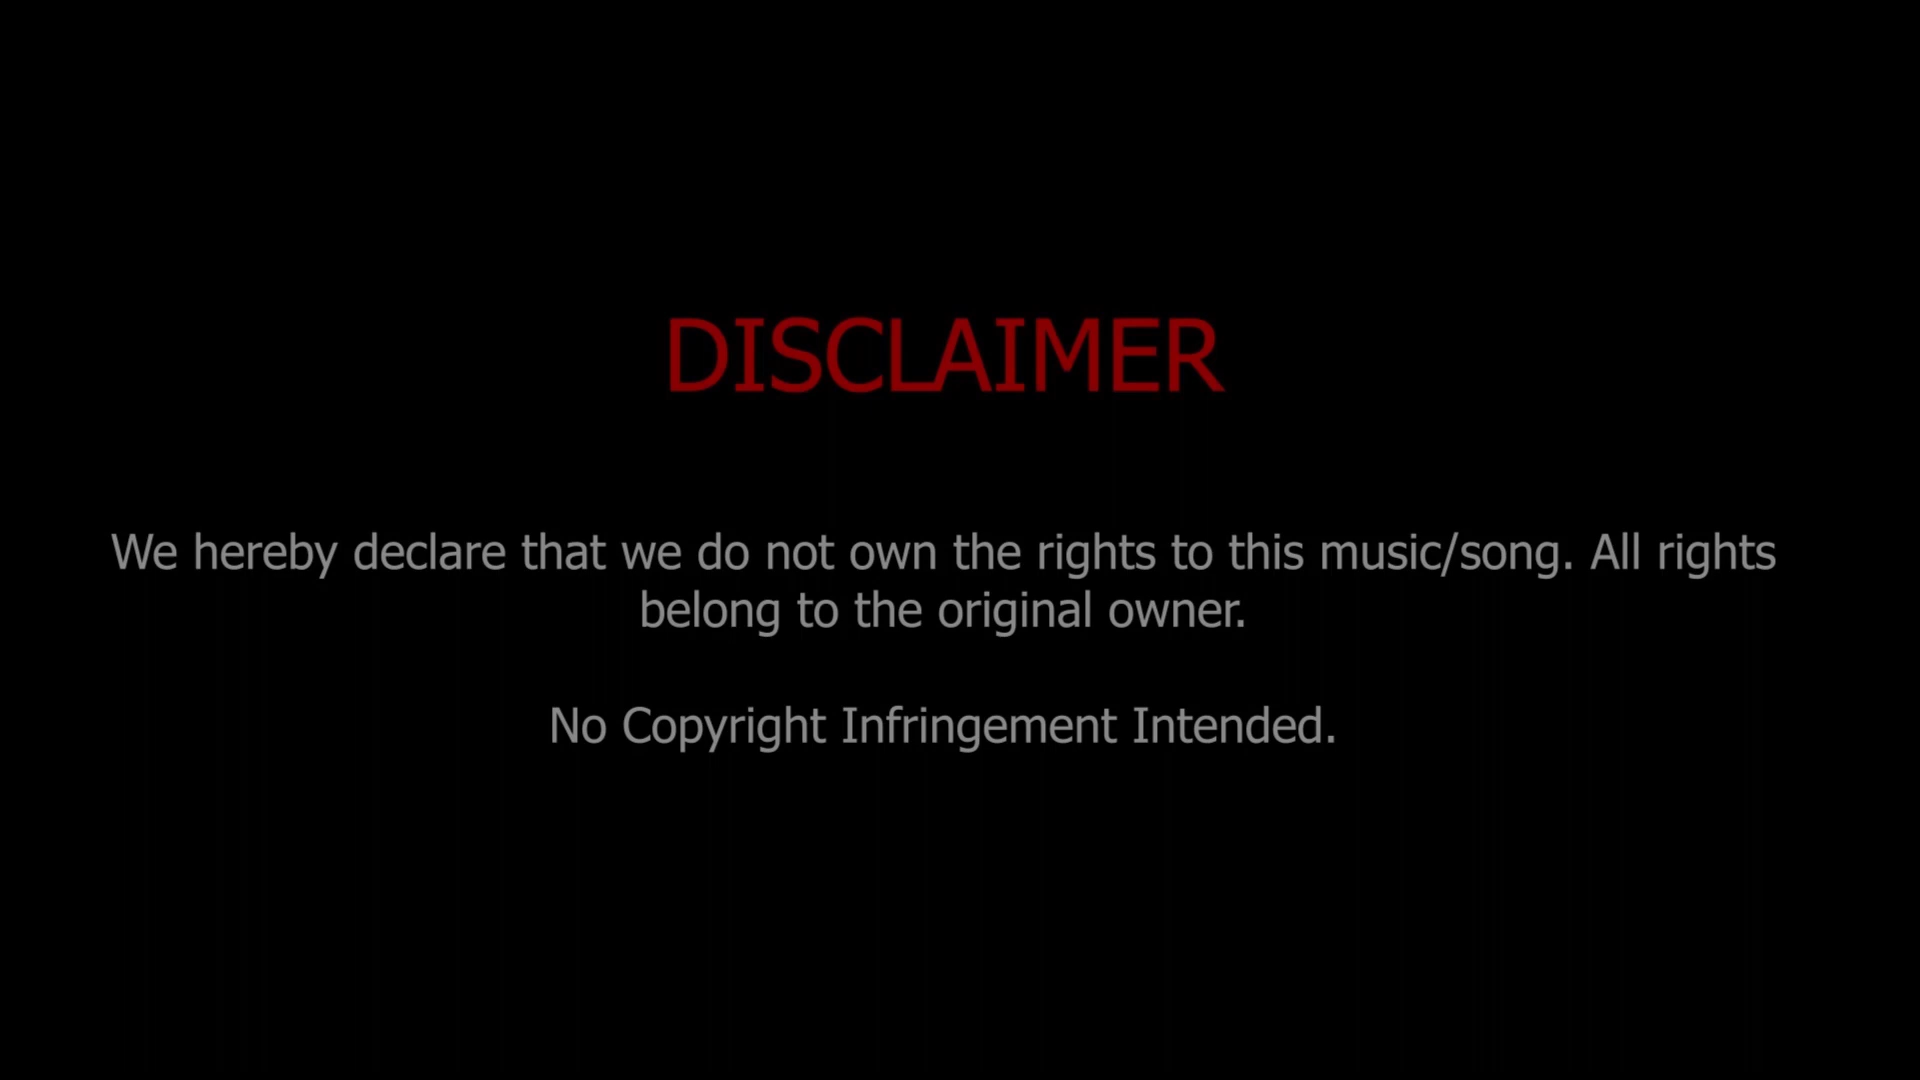 DISCLAIMER
We hereby declare that we do not own the rights to this music/song. All rights
belong to the original owner.
No Copyright Infringement Intended.